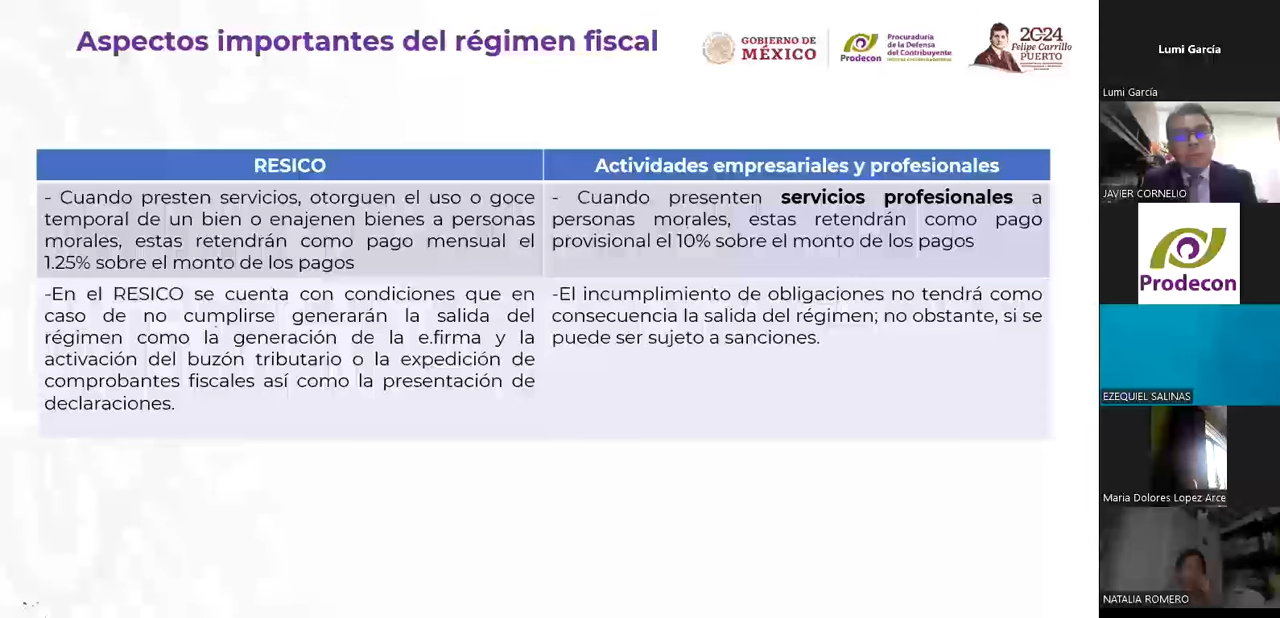 Aspectos importantes del régimen fiscal
GOBIERNO DE
MÉXICO
Prodecon
Procuraduría
de la Defensa
del Contribuyente
2024
Felipe Carrillo
PUERTO
RESICO
- Cuando presten servicios, otorguen el uso o goce
temporal de un bien o enajenen bienes a personas
morales, estas retendrán como pago mensual el
1.25% sobre el monto de los pagos
Actividades empresariales y profesionales
- Cuando presenten servicios profesionales a
personas morales, estas retendrán como pago
provisional el 10% sobre el monto de los pagos
-En el RESICO se cuenta con condiciones que en
caso de no cumplirse generarán la salida del
régimen como la generación de la e.firma y la
activación del buzón tributario o la expedición de
comprobantes fiscales así como la presentación de
declaraciones.
-El incumplimiento de obligaciones no tendrá como
consecuencia la salida del régimen; no obstante, si se
puede ser sujeto a sanciones.
Lumi García
Lumi García
JAVIER CORNELIO
Prodecon
EZEQUIEL SALINAS
Maria Dolores Lopez Arce
NATALIA ROMERO